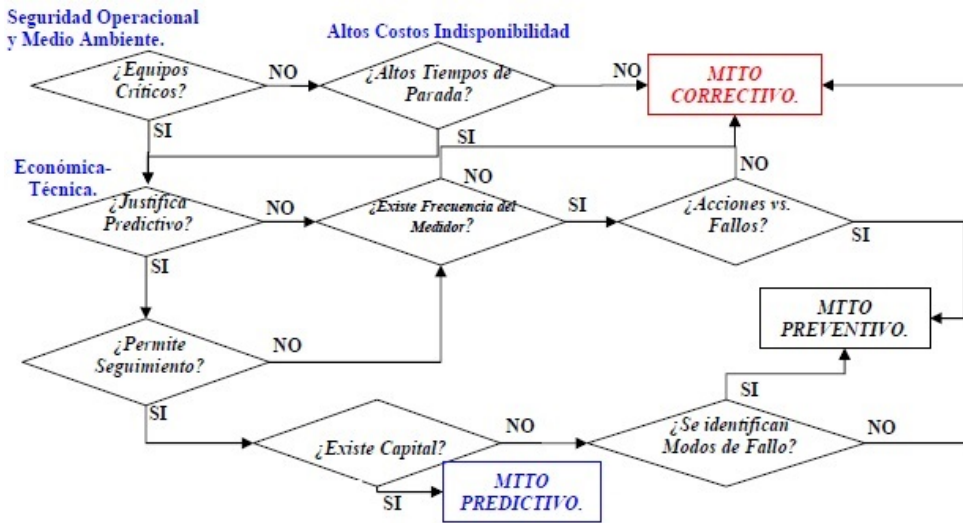 Seguridad Operacional
y Medio Ambiente.
Altos Costos Indisponibilidad
¿Equipos
Críticos?
NO
¿Altos Tiempos de
Parada?
NO
MTTO
CORRECTIVO.
SI
SI
Económica-
Técnica.
¿Justifica
Predictivo?
NO
NO
¿Existe Frecuencia del
Medidor?
SI
NO
¿Acciones vs.
Fallos?
SI
SI
MTTO
PREVENTIVO.
¿Permite
Seguimiento?
NO
SI
SI
¿Existe Capital?
NO
¿Se identifican
Modos de Fallo?
NO
SI
MTTO
PREDICTIVO.